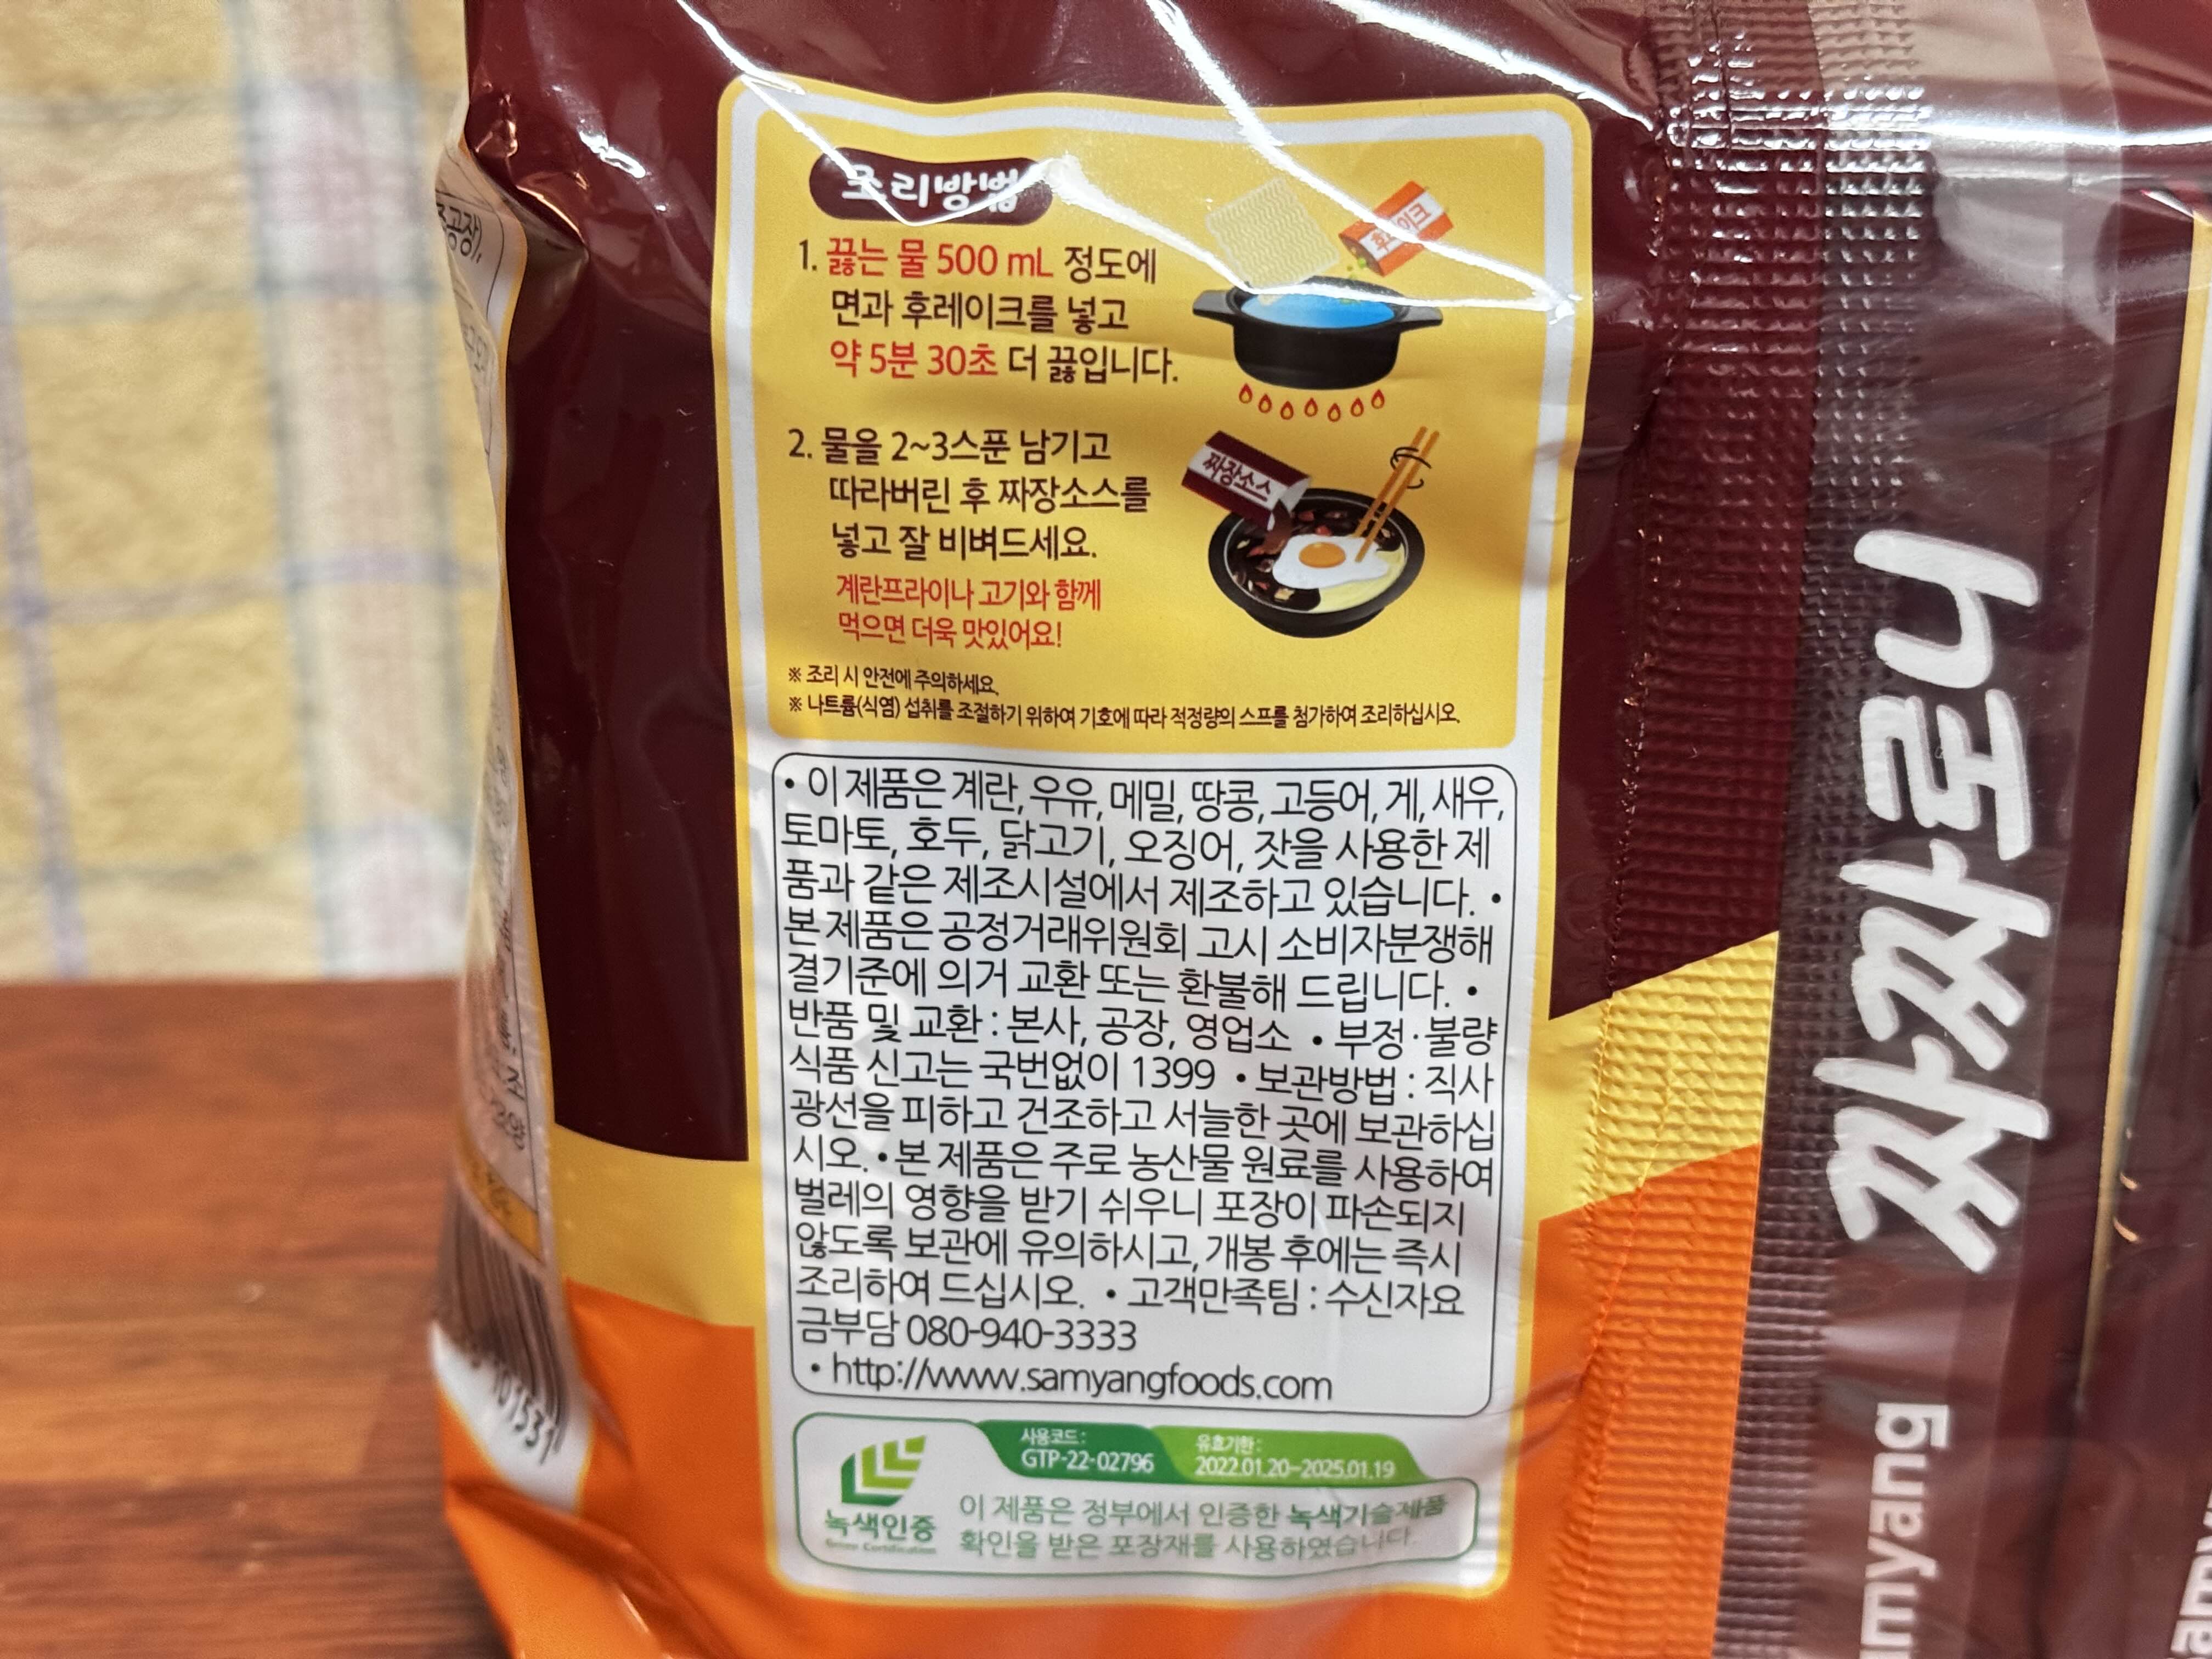 조리방법
1. 끓는 물 500 mL 정도에
면과 후레이크를 넣고
약 5분 30초 더 끓입니다.
후레이크
2. 물을 2~3스푼 남기고
따라버린 후 짜장소스를
넣고 잘 비벼드세요.
계란프라이나 고기와 함께
먹으면 더욱 맛있어요!
짜장소스
※ 조리 시 안전에 주의하세요.
※ 나트륨(식염) 섭취를 조절하기 위하여 기호에 따라 적정량의 스프를 첨가하여 조리하십시오.
• 이 제품은 계란, 우유, 메밀, 땅콩, 고등어, 게, 새우,
토마토, 호두, 닭고기, 오징어, 잣을 사용한 제
품과 같은 제조시설에서 제조하고 있습니다. •
본 제품은 공정거래위원회 고시 소비자분쟁해
결기준에 의거 교환 또는 환불해 드립니다. •
반품 및 교환 : 본사, 공장, 영업소 • 부정·불량
식품 신고는 국번없이 1399 • 보관방법 : 직사
광선을 피하고 건조하고 서늘한 곳에 보관하십
시오. • 본 제품은 주로 농산물 원료를 사용하여
벌레의 영향을 받기 쉬우니 포장이 파손되지
않도록 보관에 유의하시고, 개봉 후에는 즉시
조리하여 드십시오. • 고객만족팀 : 수신자요
금부담 080-940-3333
• http://www.samyangfoods.com
사용코드 :
GTP-22-02796
유효기한 :
2022.01.20~2025.01.19
녹색인증
Green Certification
이 제품은 정부에서 인증한 녹색기술제품
확인을 받은 포장재를 사용하였습니다.
짜짜로니
amyang
101531